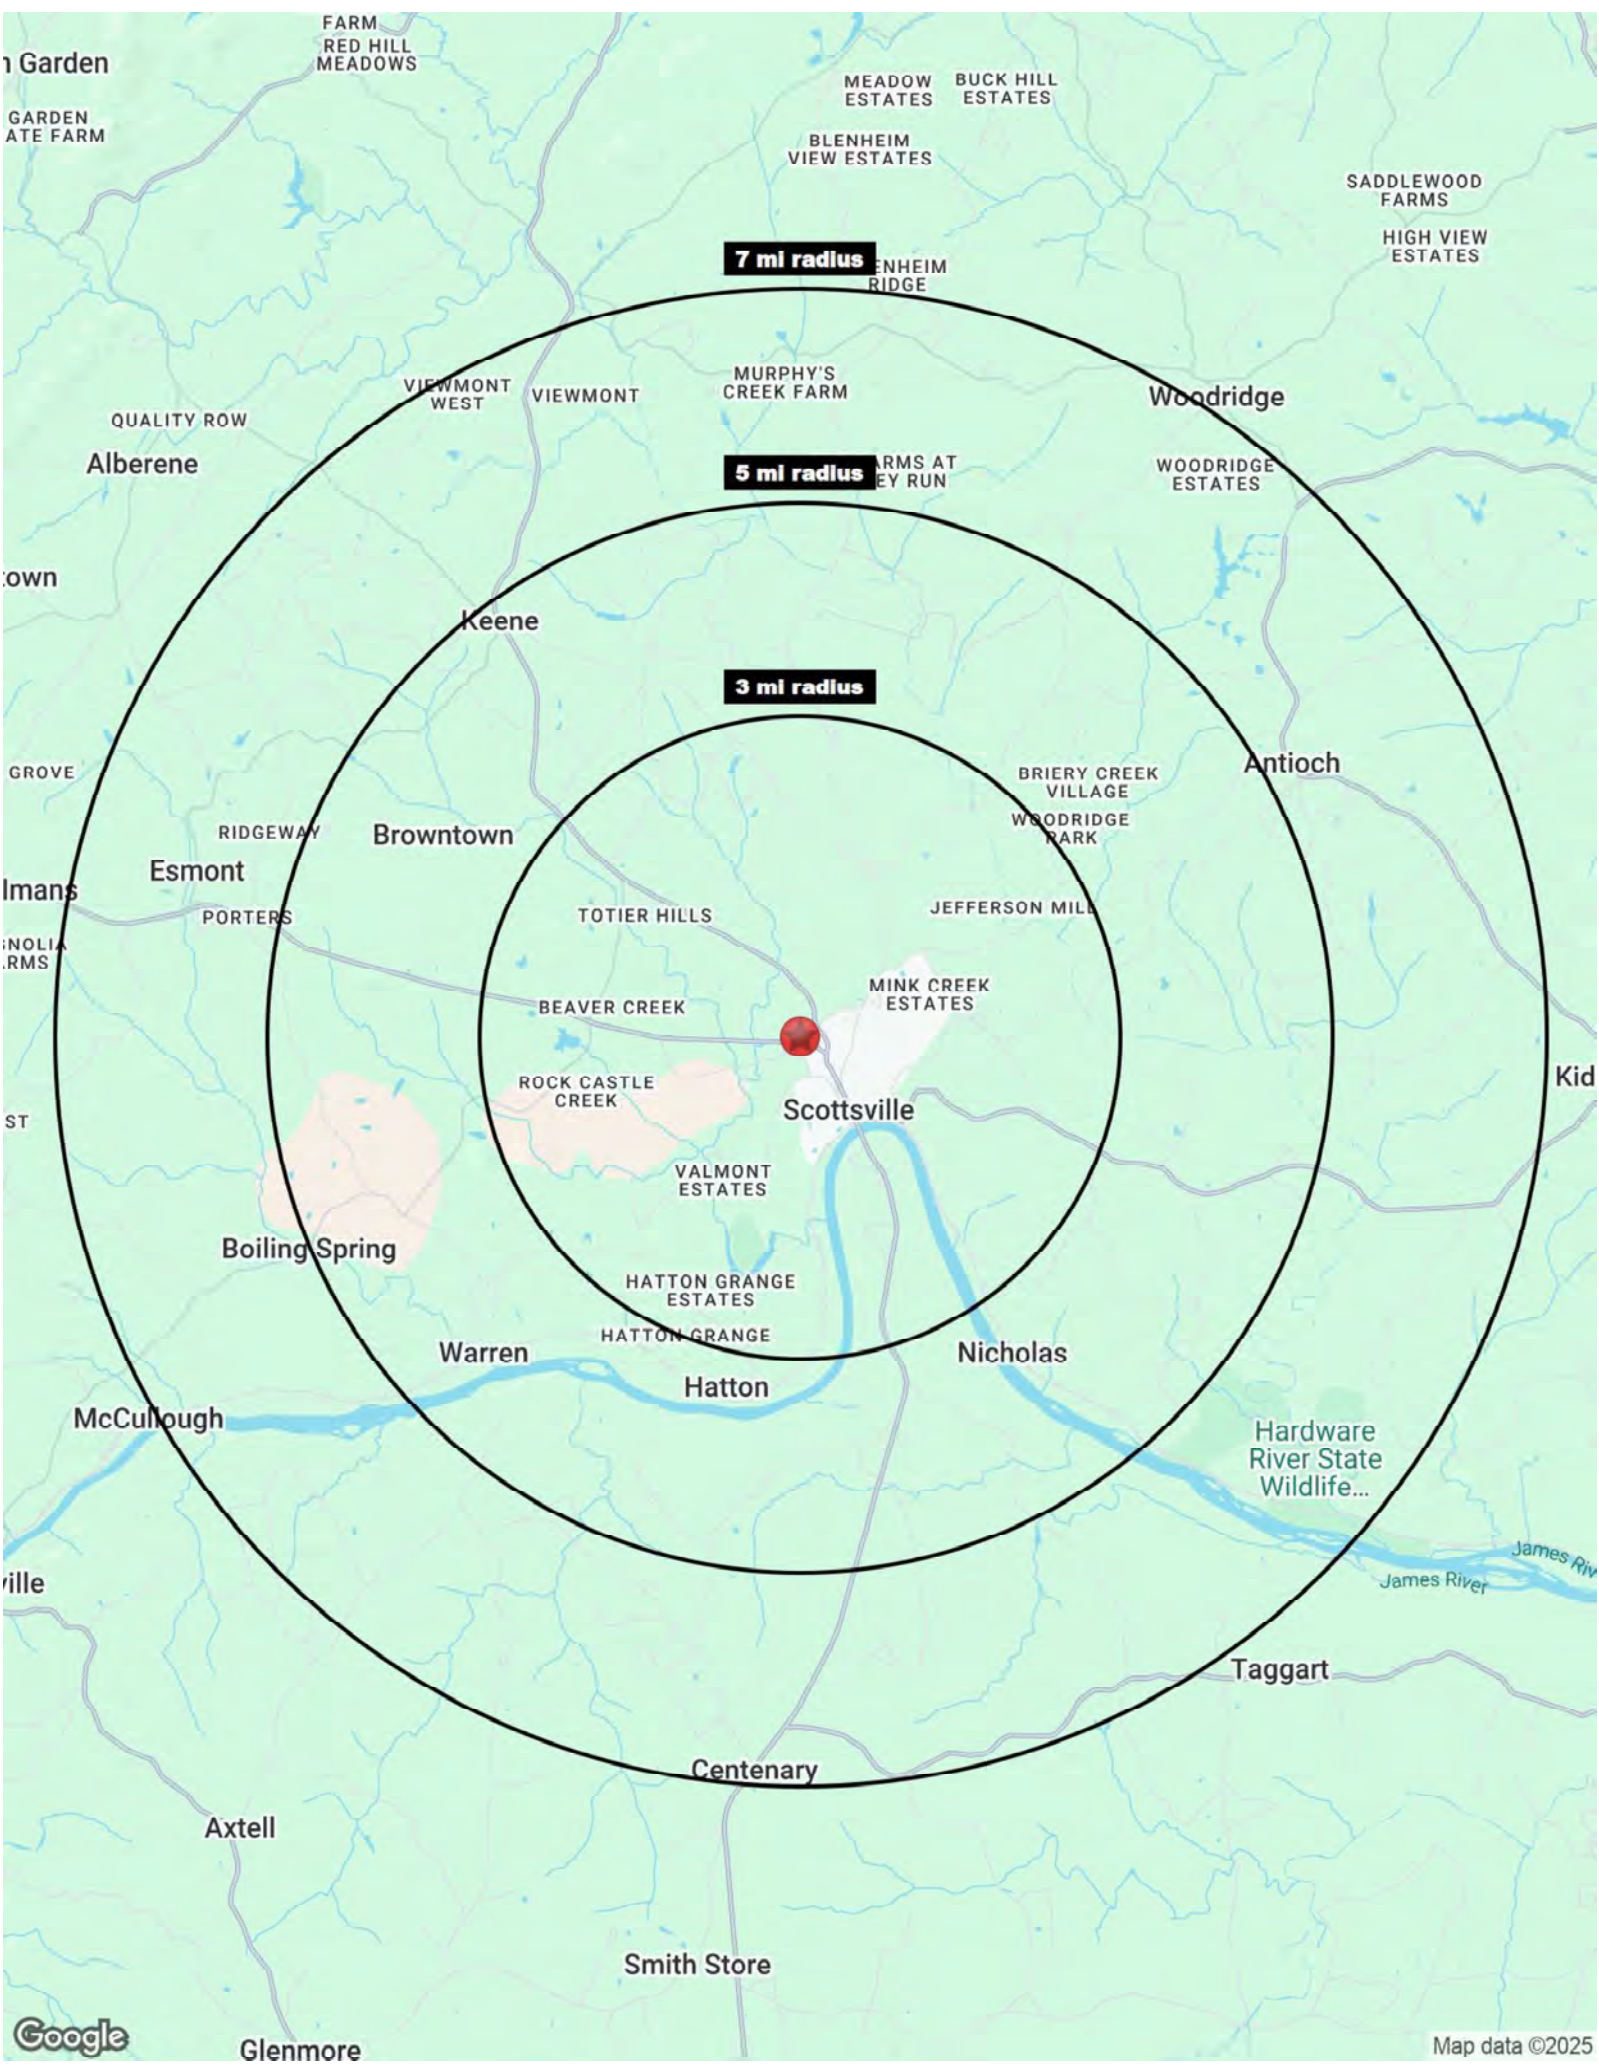 FARM
RED HILL
MEADOWS
n Garden
MEADOW
ESTATES
BUCK HILL
ESTATES
GARDEN
ATE FARM
BLENHEIM
VIEW ESTATES
SADDLEWOOD
FARMS
HIGH VIEW
ESTATES
7 mi radius
ENHEIM
RIDGE
VIEWMONT
WEST
VIEWMONT
MURPHY'S
CREEK FARM
Woodridge
QUALITY ROW
Alberene
5 mi radius
ARMS AT
EY RUN
WOODRIDGE
ESTATES
town
Keene
3 mi radius
GROVE
Antioch
BRIERY CREEK
VILLAGE
WOODRIDGE
PARK
RIDGEWAY
Browntown
Esmont
lmans
PORTERS
TOTIER HILLS
JEFFERSON MILL
GNOLIA
ARMS
MINK CREEK
ESTATES
BEAVER CREEK
Kid
ROCK CASTLE
CREEK
Scottsville
ST
VALMONT
ESTATES
Boiling Spring
HATTON GRANGE
ESTATES
HATTON GRANGE
Warren
Nicholas
Hatton
McCullough
Hardware
River State
Wildlife...
James Riv
James River
ville
Taggart
Centenary
Axtell
Smith Store
Google
Glenmore
Map data ©2025